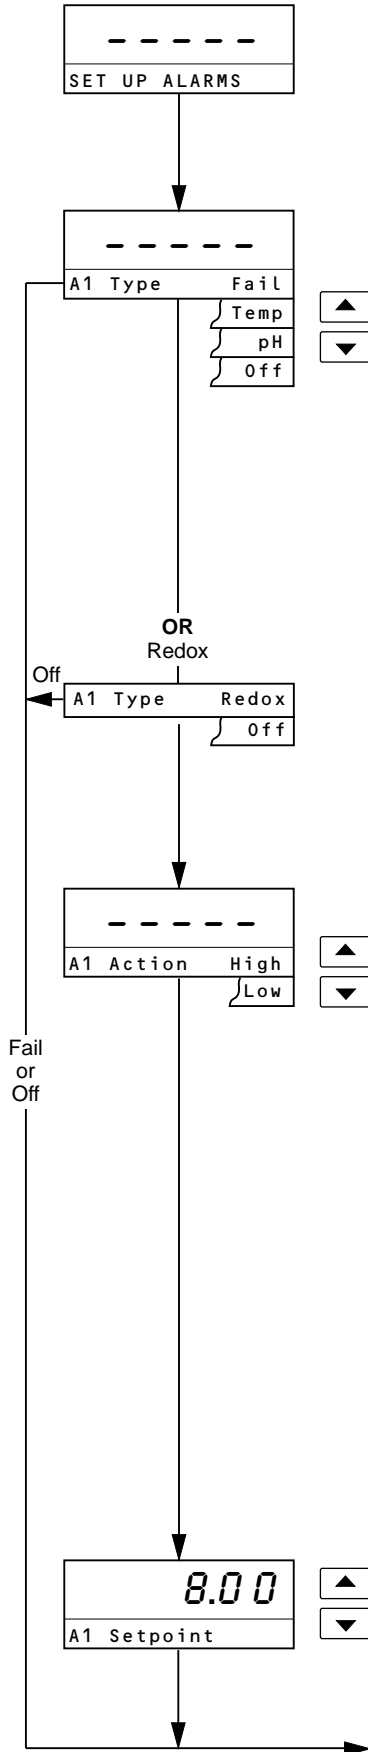 – – – – –
SET UP ALARMS
– – – – –
A1 Type Fail
Temp
pH
Off
OR
Redox
Off
A1 Type Redox
Off
– – – – –
A1 Action High
Low
Fail
or
Off
8.00
A1 Setpoint